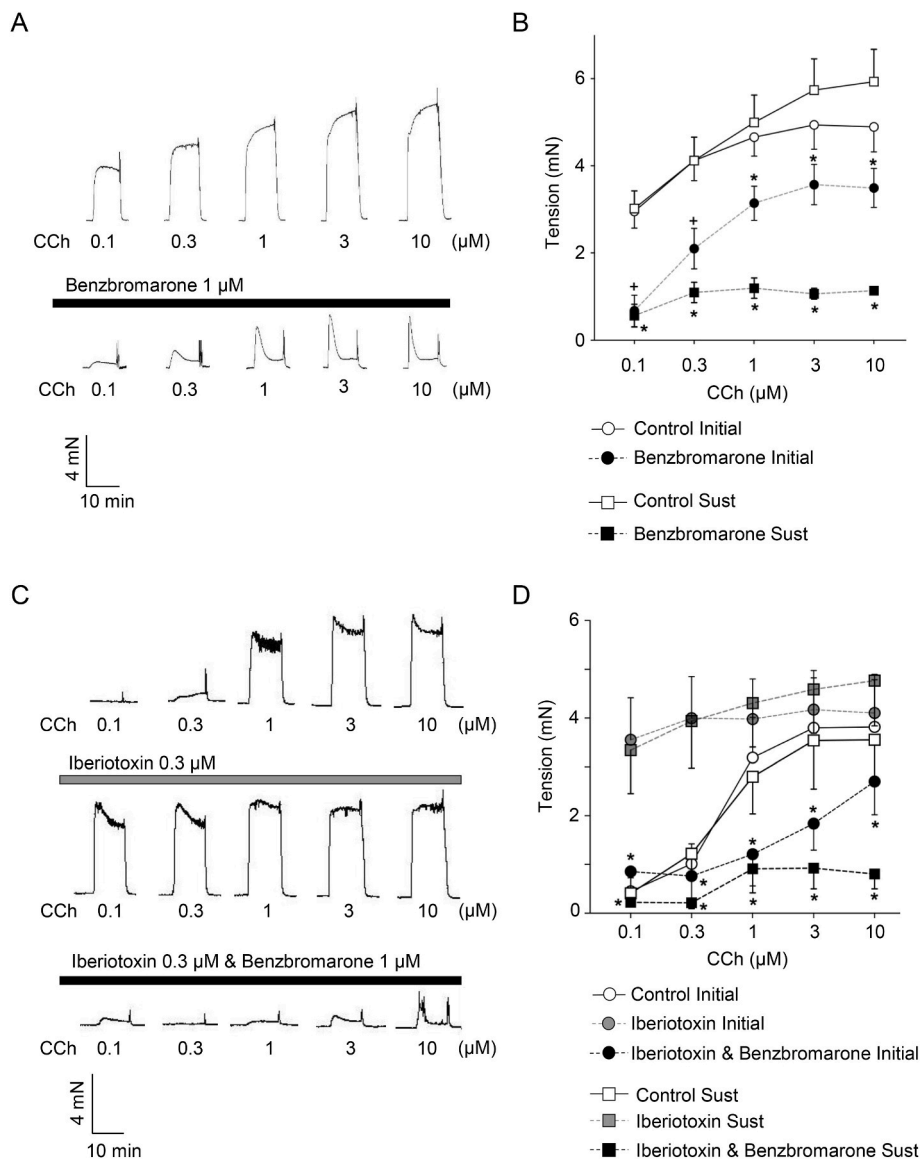 A
CCh 0.1 0.3 1 3 10 (µM)
Benzbromarone 1 µM
CCh 0.1 0.3 1 3 10 (µM)
4 mN
10 min
B
Tension (mN)
6
4
2
0
* * *
+
+
* * * * *
0.1 0.3 1 3 10
CCh (µM)
Control Initial
Benzbromarone Initial
Control Sust
Benzbromarone Sust
C
CCh 0.1 0.3 1 3 10 (µM)
Iberiotoxin 0.3 µM
CCh 0.1 0.3 1 3 10 (µM)
Iberiotoxin 0.3 µM & Benzbromarone 1 µM
CCh 0.1 0.3 1 3 10 (µM)
4 mN
10 min
D
Tension (mN)
6
4
2
0
* * * * *
* * * * *
0.1 0.3 1 3 10
CCh (µM)
Control Initial
Iberiotoxin Initial
Iberiotoxin & Benzbromarone Initial
Control Sust
Iberiotoxin Sust
Iberiotoxin & Benzbromarone Sust